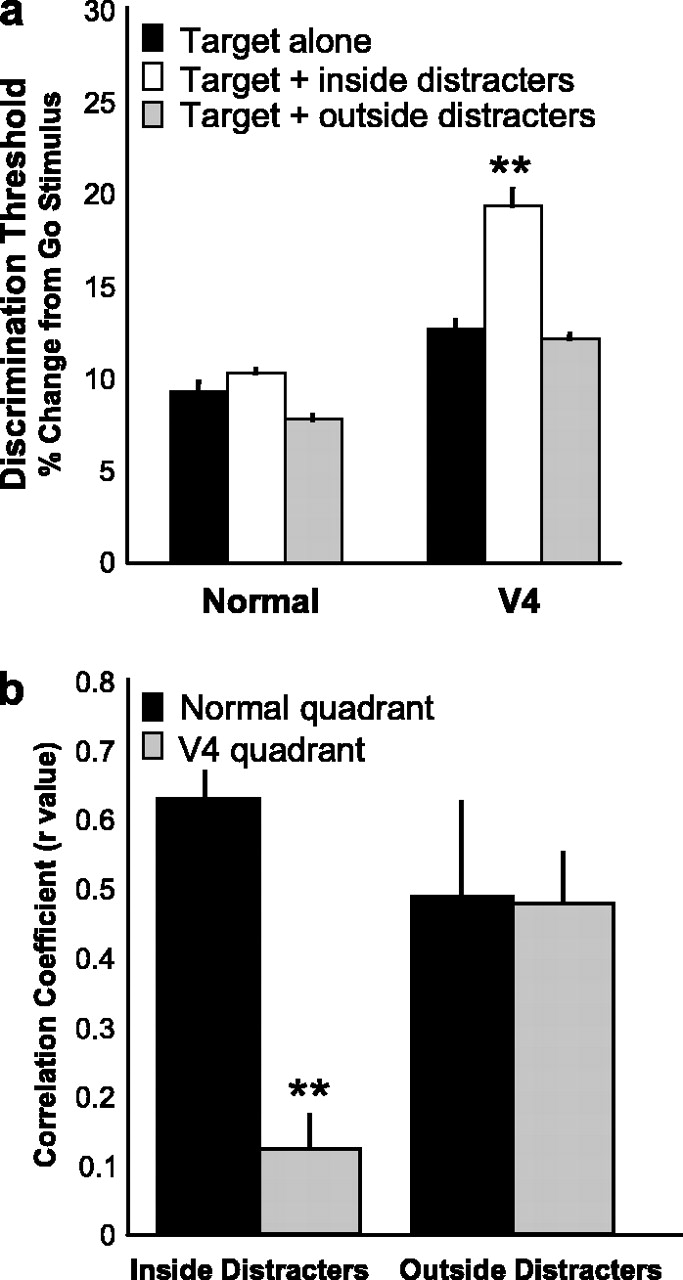 a
30
25
20
15
10
5
0
Discrimination Threshold
% Change from Go Stimulus
Target alone
Target + inside distracters
Target + outside distracters
**
Normal V4
b
0.8
0.7
0.6
0.5
0.4
0.3
0.2
0.1
0
Correlation Coefficient (r value)
Normal quadrant
V4 quadrant
**
Inside Distracters Outside Distracters